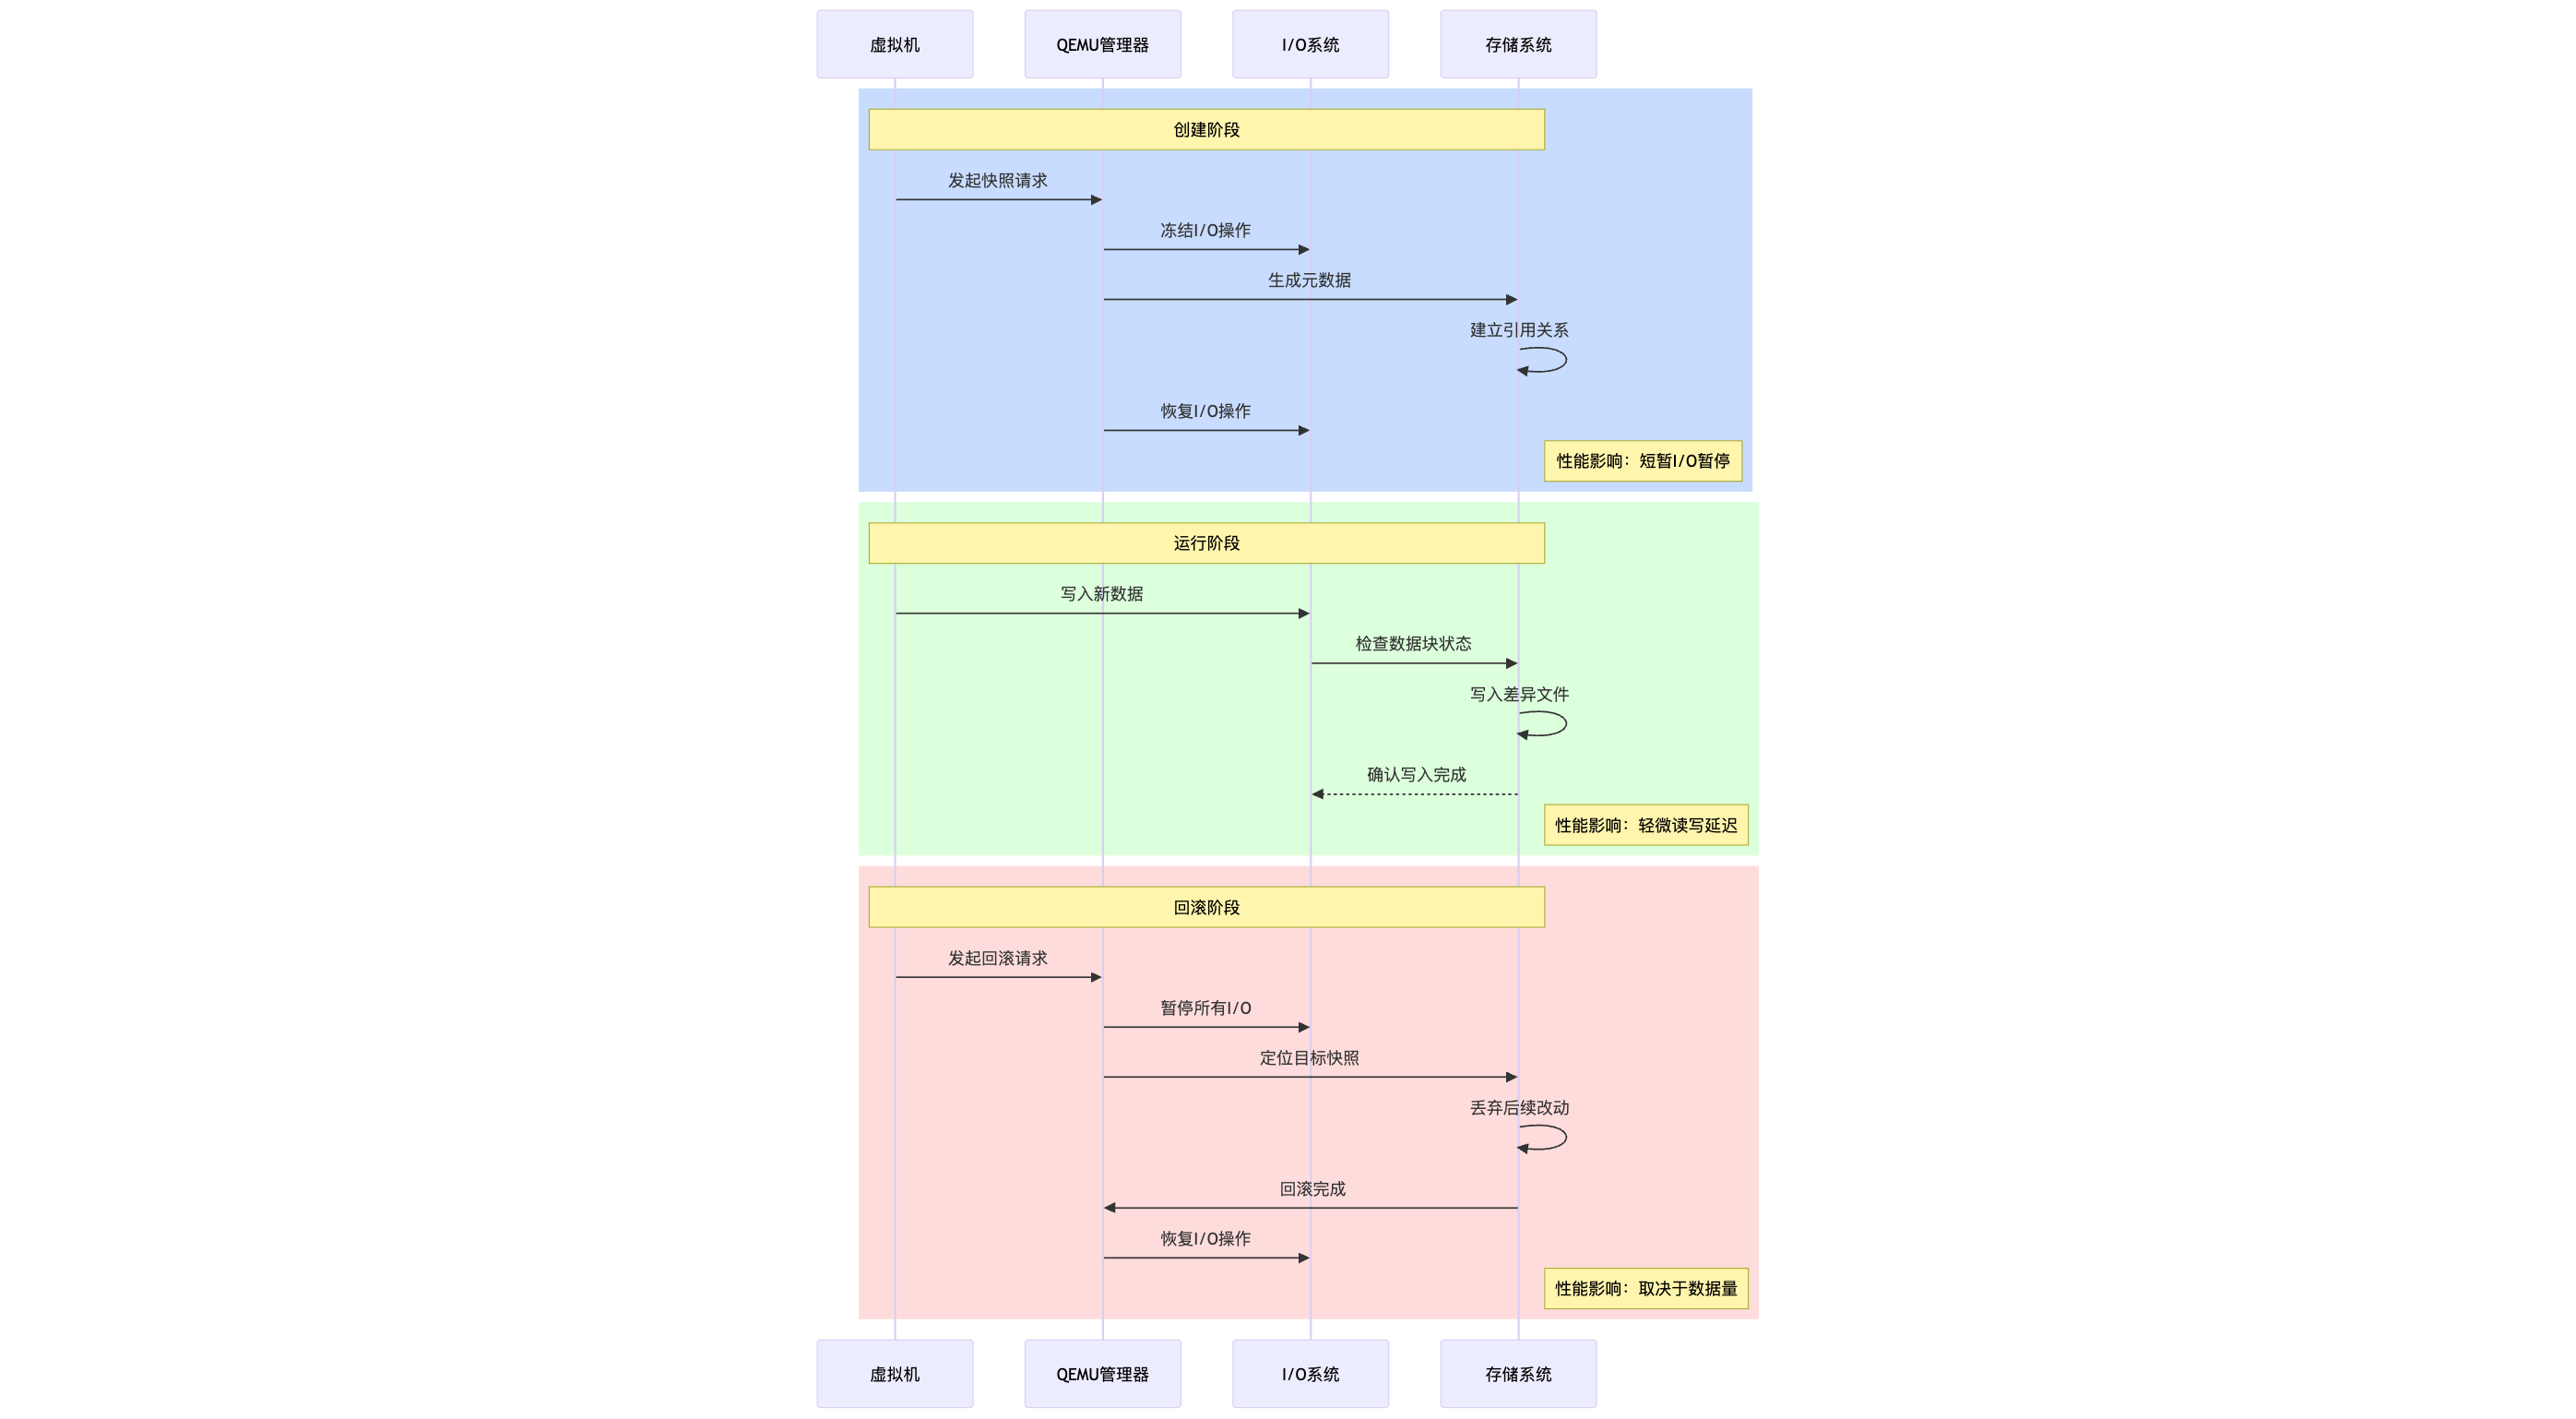 虚拟机
QEMU管理器
I/O系统
存储系统
创建阶段
发起快照请求
冻结I/O操作
生成元数据
建立引用关系
恢复I/O操作
性能影响：短暂I/O暂停
运行阶段
写入新数据
检查数据块状态
写入差异文件
确认写入完成
性能影响：轻微读写延迟
回滚阶段
发起回滚请求
暂停所有I/O
定位目标快照
丢弃后续改动
回滚完成
恢复I/O操作
性能影响：取决于数据量
虚拟机
QEMU管理器
I/O系统
存储系统